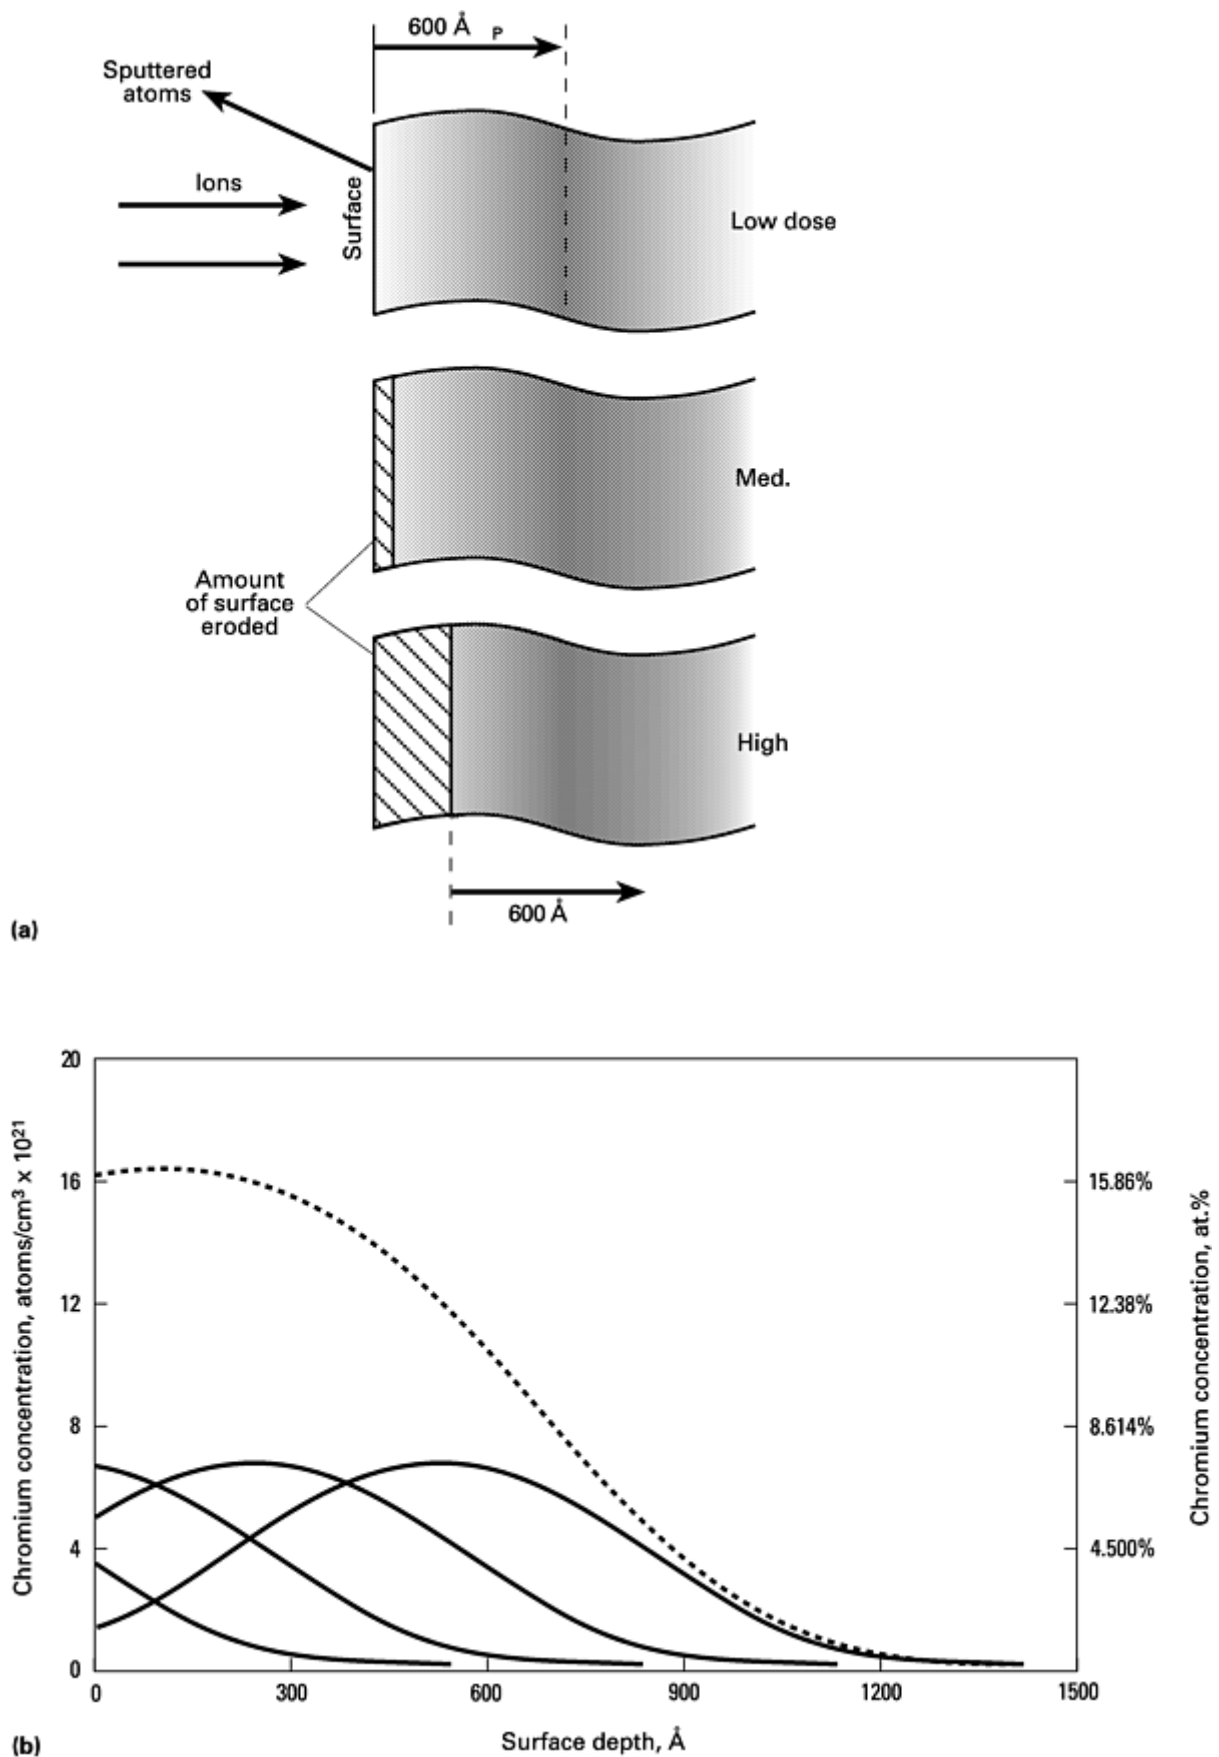 600 Å P
Sputtered
atoms
Ions
Surface
Low dose
Med.
Amount
of surface
eroded
High
600 Å
(a)
20
16
12
8
4
0
Chromium concentration, atoms/cm³ x 10²¹
15.86%
12.38%
8.614%
4.500%
Chromium concentration, at.%
0 300 600 900 1200 1500
Surface depth, Å
(b)